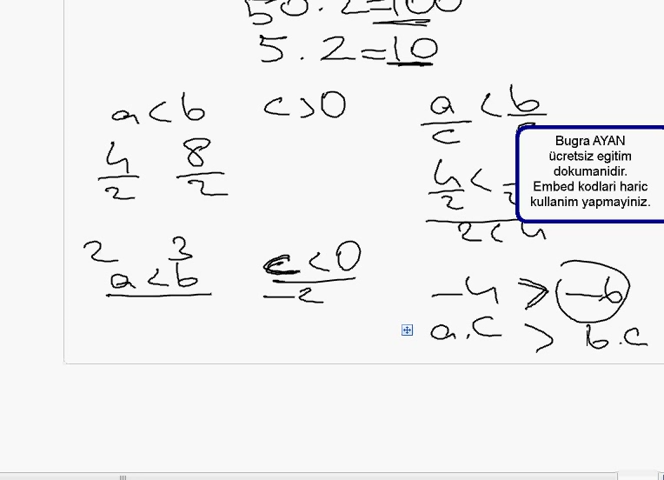 50.2=100
5.2=10
a<b c>0 a/c < b/
4/2 8/2 4/2 <
2<4
Bugra AYAN
ücretsiz egitim
dokumanidir.
Embed kodlari haric
kullanim yapmayiniz.
2 3
a<b c<0
-2
-4 > -6
a.c > b.c